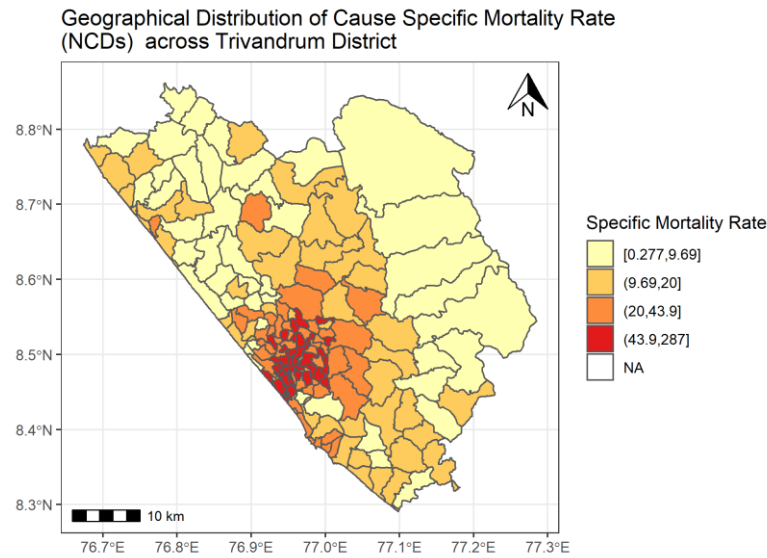 Geographical Distribution of Cause Specific Mortality Rate
(NCDs) across Trivandrum District
N
8.8°N
8.7°N
8.6°N
8.5°N
8.4°N
8.3°N
10 km
76.7°E 76.8°E 76.9°E 77.0°E 77.1°E 77.2°E 77.3°E
Specific Mortality Rate
[0.277,9.69]
(9.69,20]
(20,43.9]
(43.9,287]
NA